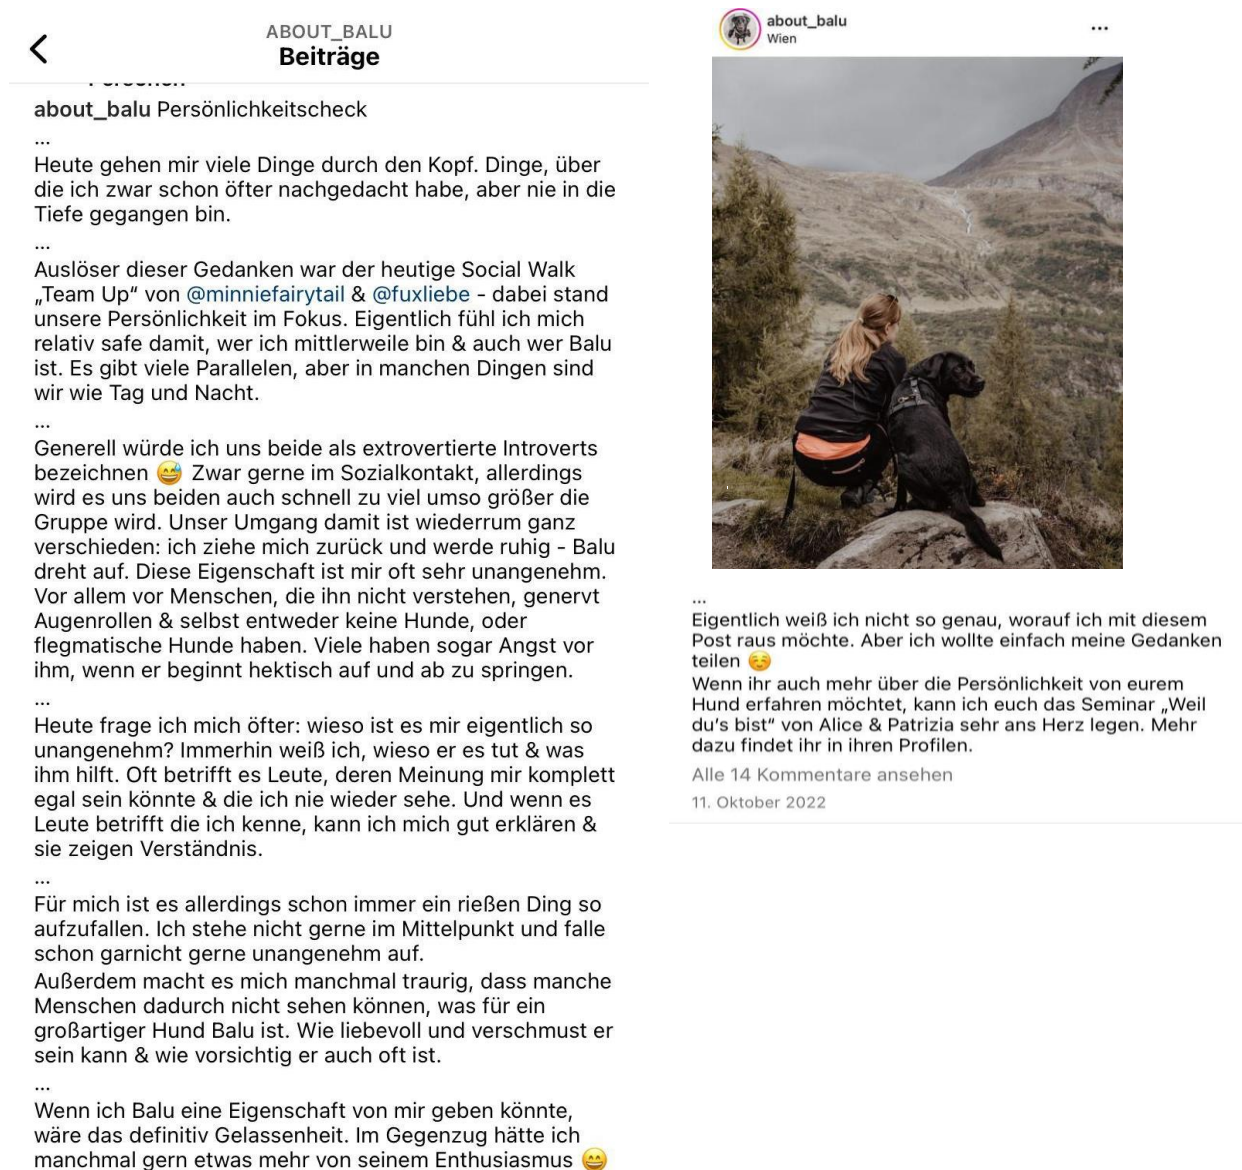 ABOUT_BALU
Beiträge
about_balu Persönlichkeitscheck
...
Heute gehen mir viele Dinge durch den Kopf. Dinge, über
die ich zwar schon öfter nachgedacht habe, aber nie in die
Tiefe gegangen bin.
...
Auslöser dieser Gedanken war der heutige Social Walk
„Team Up“ von @minniefairytail & @fuxliebe - dabei stand
unsere Persönlichkeit im Fokus. Eigentlich fühl ich mich
relativ safe damit, wer ich mittlerweile bin & auch wer Balu
ist. Es gibt viele Parallelen, aber in manchen Dingen sind
wir wie Tag und Nacht.
...
Generell würde ich uns beide als extrovertierte Introverts
bezeichnen 😅 Zwar gerne im Sozialkontakt, allerdings
wird es uns beiden auch schnell zu viel umso größer die
Gruppe wird. Unser Umgang damit ist wiederrum ganz
verschieden: ich ziehe mich zurück und werde ruhig - Balu
dreht auf. Diese Eigenschaft ist mir oft sehr unangenehm.
Vor allem vor Menschen, die ihn nicht verstehen, genervt
Augenrollen & selbst entweder keine Hunde, oder
flegmatische Hunde haben. Viele haben sogar Angst vor
ihm, wenn er beginnt hektisch auf und ab zu springen.
...
Heute frage ich mich öfter: wieso ist es mir eigentlich so
unangenehm? Immerhin weiß ich, wieso er es tut & was
ihm hilft. Oft betrifft es Leute, deren Meinung mir komplett
egal sein könnte & die ich nie wieder sehe. Und wenn es
Leute betrifft die ich kenne, kann ich mich gut erklären &
sie zeigen Verständnis.
...
Für mich ist es allerdings schon immer ein rießen Ding so
aufzufallen. Ich stehe nicht gerne im Mittelpunkt und falle
schon garnicht gerne unangenehm auf.
Außerdem macht es mich manchmal traurig, dass manche
Menschen dadurch nicht sehen können, was für ein
großartiger Hund Balu ist. Wie liebevoll und verschmust er
sein kann & wie vorsichtig er auch oft ist.
...
Wenn ich Balu eine Eigenschaft von mir geben könnte,
wäre das definitiv Gelassenheit. Im Gegenzug hätte ich
manchmal gern etwas mehr von seinem Enthusiasmus 😄
about_balu
Wien
...
Eigentlich weiß ich nicht so genau, worauf ich mit diesem
Post raus möchte. Aber ich wollte einfach meine Gedanken
teilen ☺️
Wenn ihr auch mehr über die Persönlichkeit von eurem
Hund erfahren möchtet, kann ich euch das Seminar „Weil
du’s bist“ von Alice & Patrizia sehr ans Herz legen. Mehr
dazu findet ihr in ihren Profilen.
Alle 14 Kommentare ansehen
11. Oktober 2022